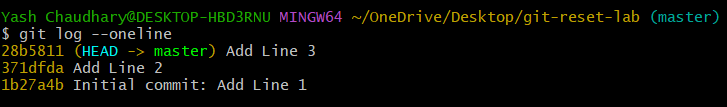 Yash Chaudhary@DESKTOP-HBD3RNU MINGW64 ~/OneDrive/Desktop/git-reset-lab (master)
$ git log --oneline
28b5811 (HEAD -> master) Add Line 3
371dfda Add Line 2
1b27a4b Initial commit: Add Line 1